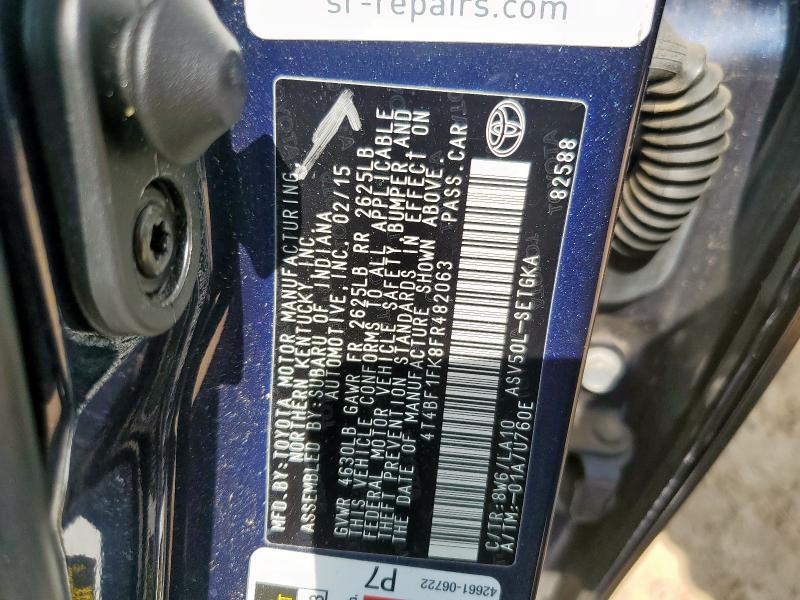 sf-repairs.com
MFD.BY:TOYOTA MOTOR MANUFACTURING,
NORTHERN KENTUCKY, INC.
ASSEMBLED BY:SUBARU OF INDIANA
AUTOMOTIVE, INC. 02/15
GVWR 4630LB GAWR FR 2625LB RR 2625LB
THIS VEHICLE CONFORMS TO ALL APPLICABLE
FEDERAL MOTOR VEHICLE SAFETY, BUMPER AND
THEFT PREVENTION STANDARDS IN EFFECT ON
THE DATE OF MANUFACTURE SHOWN ABOVE.
4T4BF1FK8FR482063 PASS.CAR
C/TR:8W6/LA10 ASV50L-SETGKA 82588
A/TM:-01A/U760E
P7
42661-06722